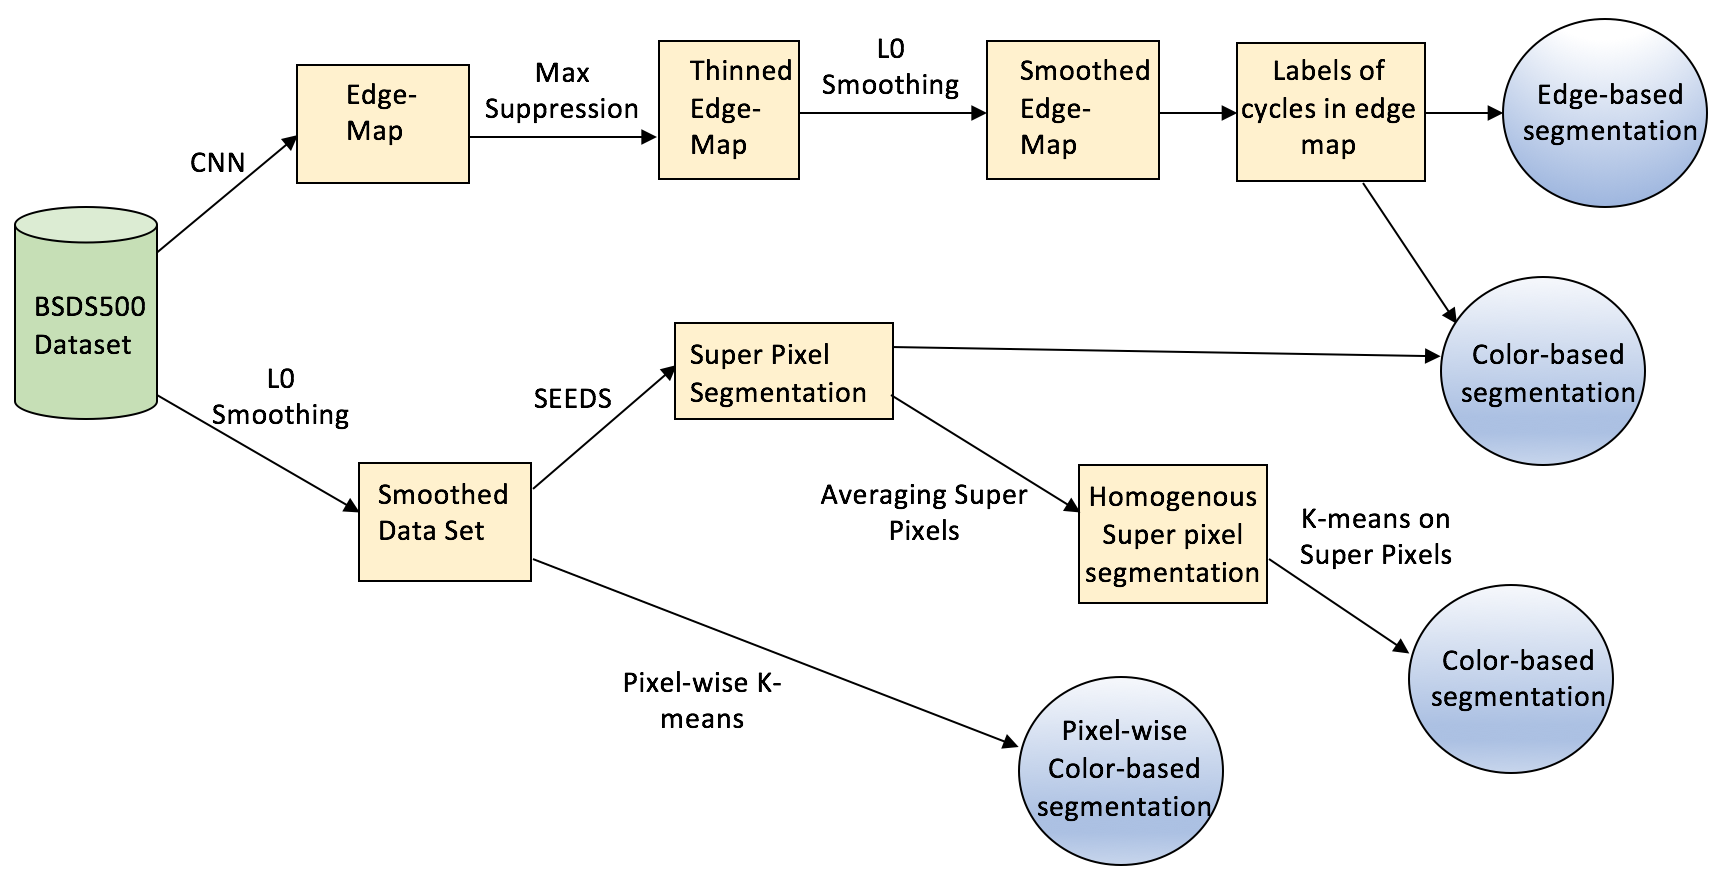 CNN
Edge-
Map
Max
Suppression
Thinned
Edge-
Map
L0
Smoothing
Smoothed
Edge-
Map
Labels of
cycles in edge
map
Edge-based
segmentation
BSDS500
Dataset
L0
Smoothing
Smoothed
Data Set
SEEDS
Super Pixel
Segmentation
Color-based
segmentation
Averaging Super
Pixels
Homogenous
Super pixel
segmentation
K-means on
Super Pixels
Color-based
segmentation
Pixel-wise K-
means
Pixel-wise
Color-based
segmentation